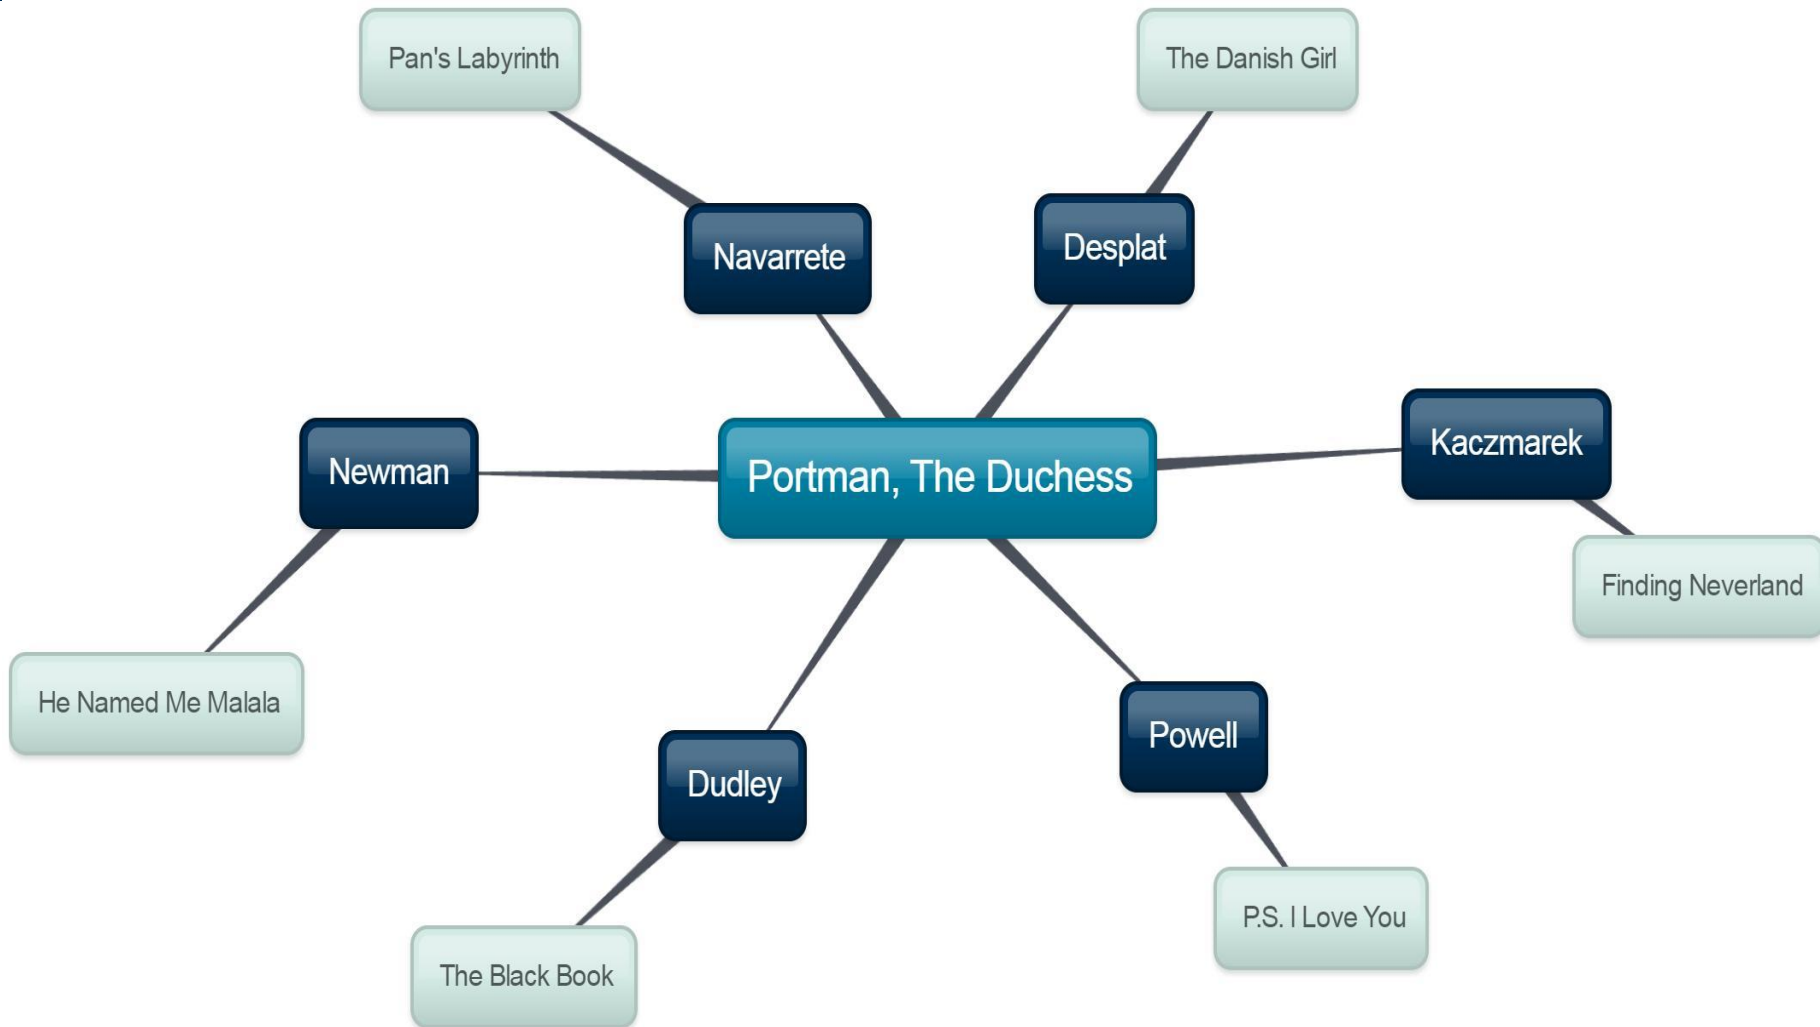 Pan's Labyrinth
The Danish Girl
Navarrete
Desplat
Newman
Portman, The Duchess
Kaczmarek
Finding Neverland
He Named Me Malala
Dudley
Powell
The Black Book
P.S. I Love You